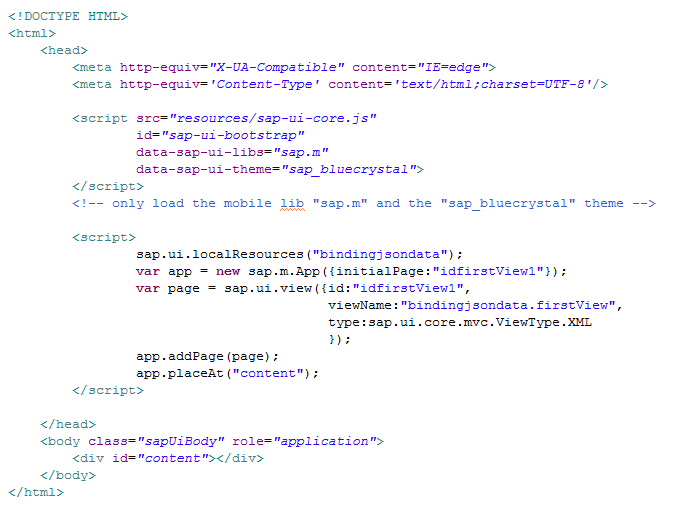 <!DOCTYPE HTML>
<html>
    <head>
        <meta http-equiv="X-UA-Compatible" content="IE=edge">
        <meta http-equiv='Content-Type' content='text/html;charset=UTF-8'/>

        <script src="resources/sap-ui-core.js"
                id="sap-ui-bootstrap"
                data-sap-ui-libs="sap.m"
                data-sap-ui-theme="sap_bluecrystal">
        </script>
        <!-- only load the mobile lib "sap.m" and the "sap_bluecrystal" theme -->

        <script>
                sap.ui.localResources("bindingjsondata");
                var app = new sap.m.App({initialPage:"idfirstView1"});
                var page = sap.ui.view({id:"idfirstView1",
                                        viewName:"bindingjsondata.firstView",
                                        type:sap.ui.core.mvc.ViewType.XML
                                        });
                app.addPage(page);
                app.placeAt("content");
        </script>

    </head>
    <body class="sapUiBody" role="application">
        <div id="content"></div>
    </body>
</html>